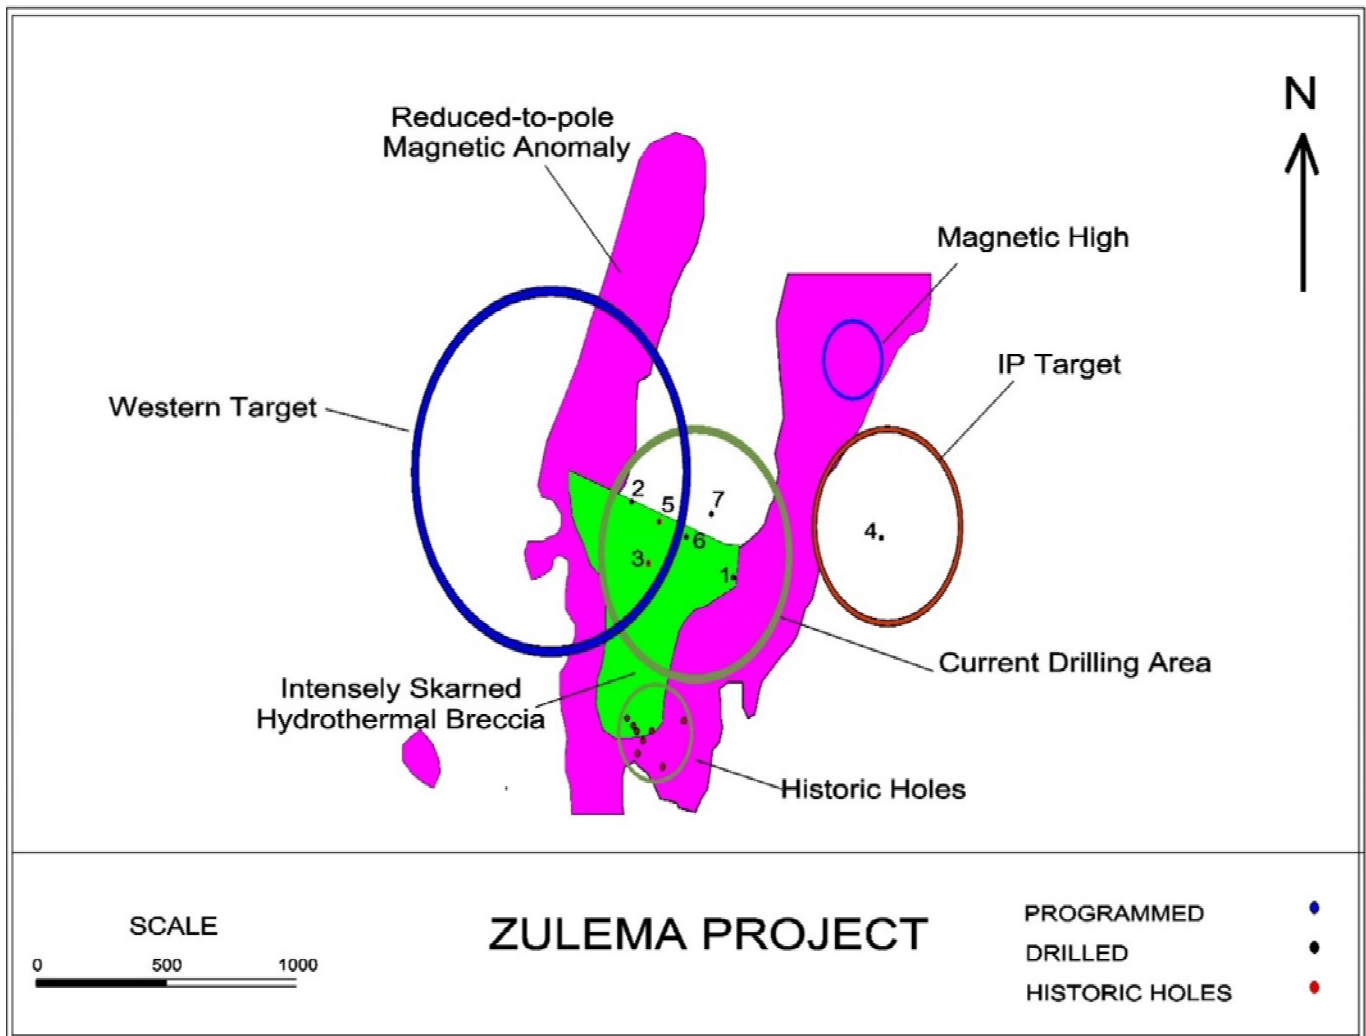 N
Reduced-to-pole
Magnetic Anomaly
Magnetic High
IP Target
Western Target
2
5
7
6
4
3
1
Current Drilling Area
Intensely Skarned
Hydrothermal Breccia
Historic Holes
SCALE
0 500 1000
ZULEMA PROJECT
PROGRAMMED
DRILLED
HISTORIC HOLES